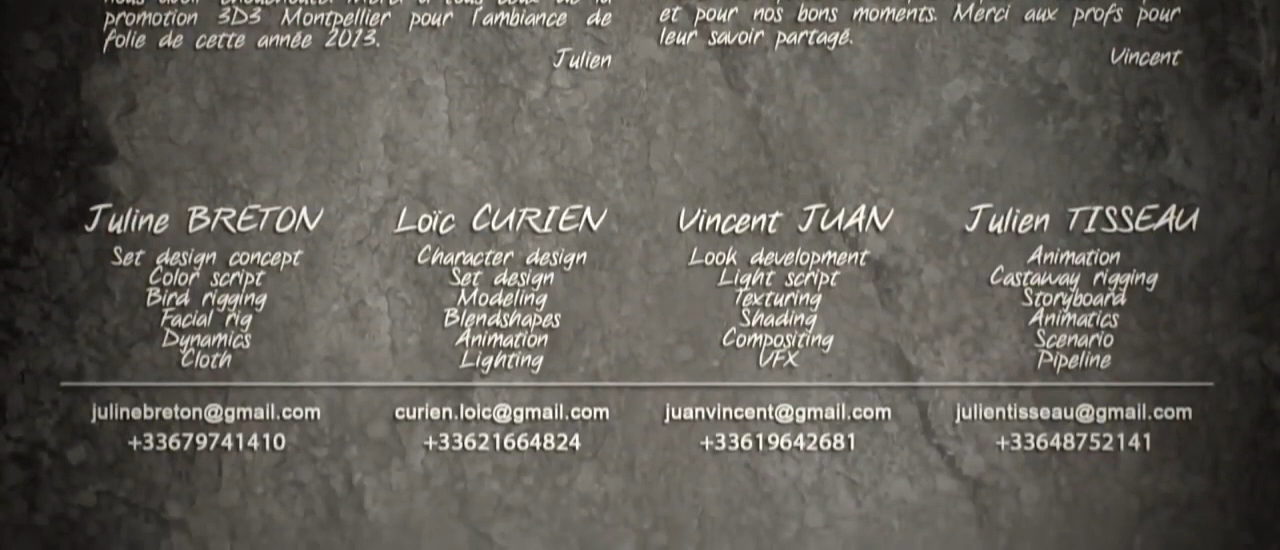 promotion 3D3 Montpellier pour l'ambiance de
folie de cette année 2013.
Julien
et pour nos bons moments. Merci aux profs pour
leur savoir partagé.
Vincent
Juline BRETON
Set design concept
Color script
Bird rigging
Facial rig
Dynamics
Cloth
julinebreton@gmail.com
+33679741410
Loïc CURIEN
Character design
Set design
Modeling
Blendshapes
Animation
Lighting
curien.loic@gmail.com
+33621664824
Vincent JUAN
Look development
Light script
Texturing
Shading
Compositing
VFX
juanvincent@gmail.com
+33619642681
Julien TISSEAU
Animation
Castaway rigging
Storyboard
Animatics
Scenario
Pipeline
julientisseau@gmail.com
+33648752141